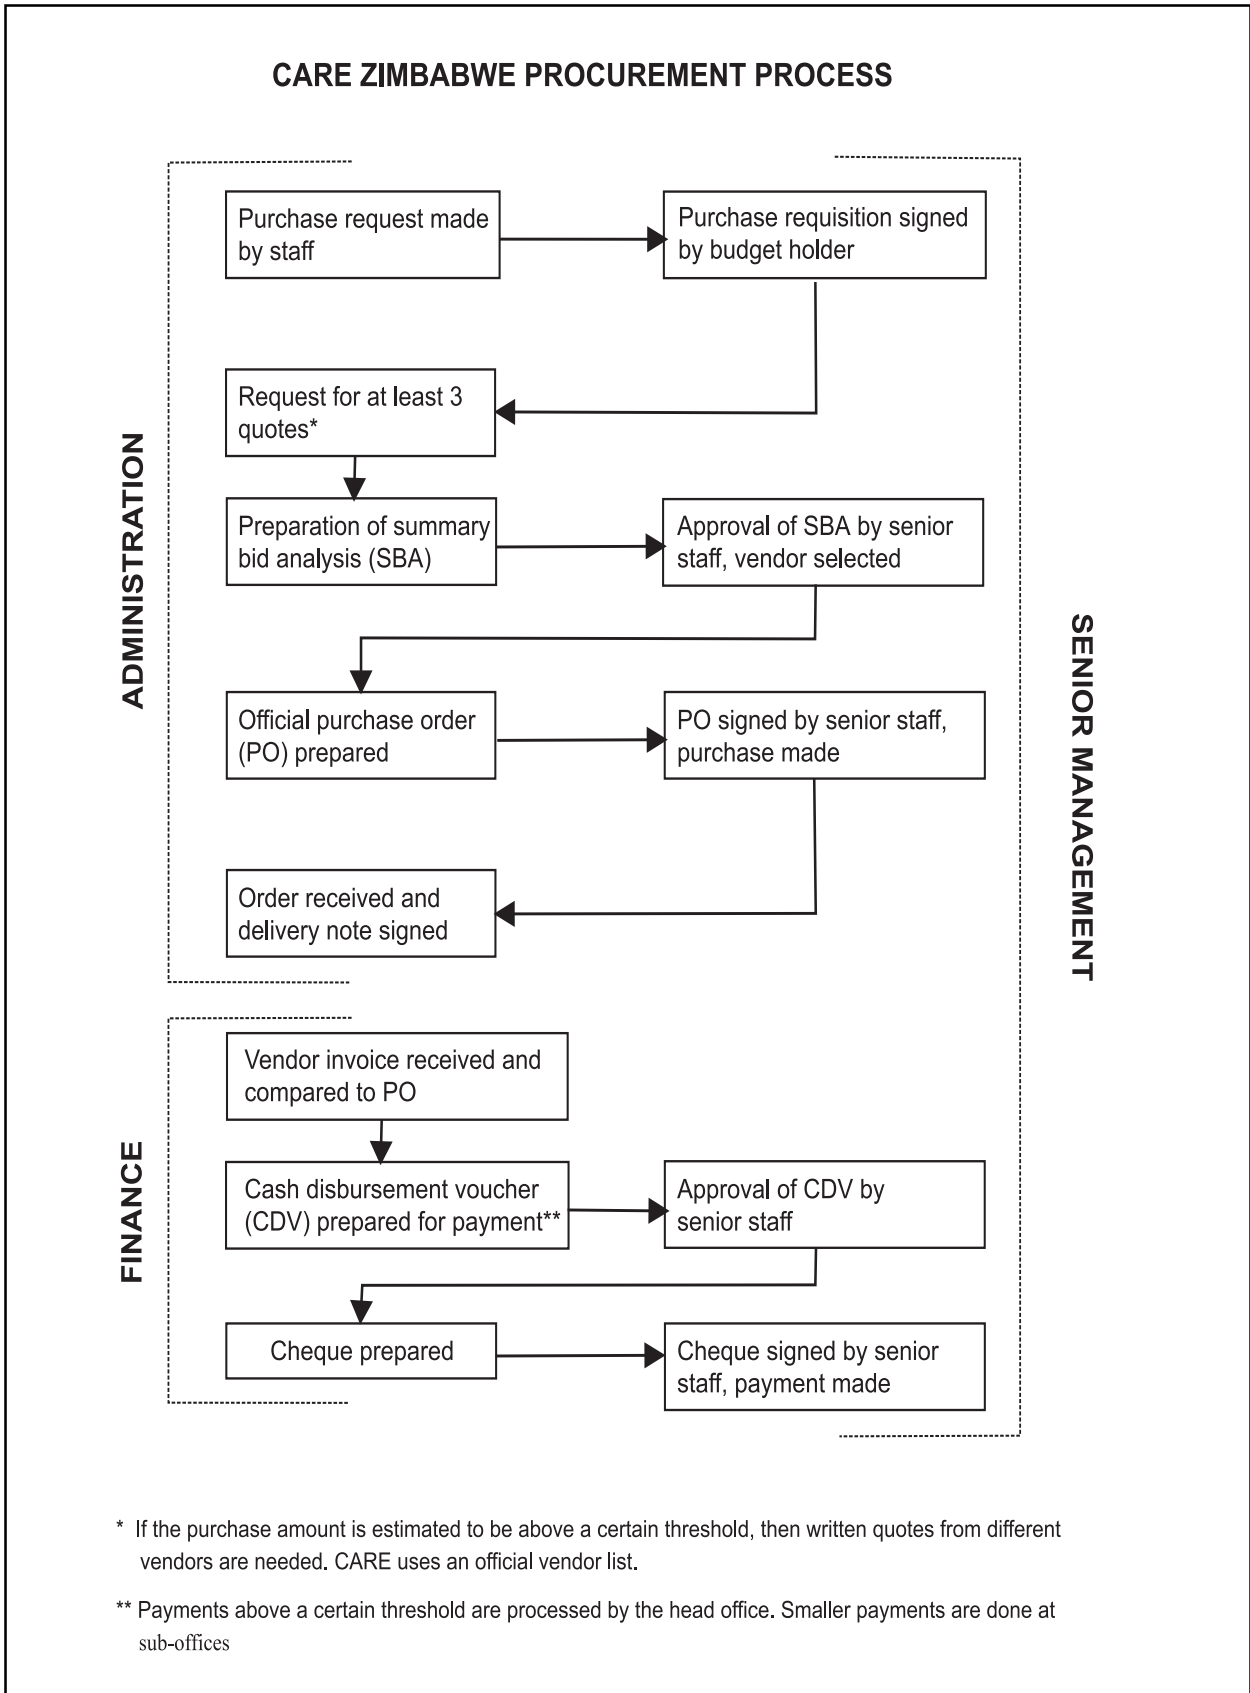 CARE ZIMBABWE PROCUREMENT PROCESS
ADMINISTRATION
Purchase request made
by staff
Purchase requisition signed
by budget holder
Request for at least 3
quotes*
Preparation of summary
bid analysis (SBA)
Approval of SBA by senior
staff, vendor selected
Official purchase order
(PO) prepared
PO signed by senior staff,
purchase made
Order received and
delivery note signed
SENIOR MANAGEMENT
FINANCE
Vendor invoice received and
compared to PO
Cash disbursement voucher
(CDV) prepared for payment**
Approval of CDV by
senior staff
Cheque prepared
Cheque signed by senior
staff, payment made
* If the purchase amount is estimated to be above a certain threshold, then written quotes from different
vendors are needed. CARE uses an official vendor list.
** Payments above a certain threshold are processed by the head office. Smaller payments are done at
sub-offices